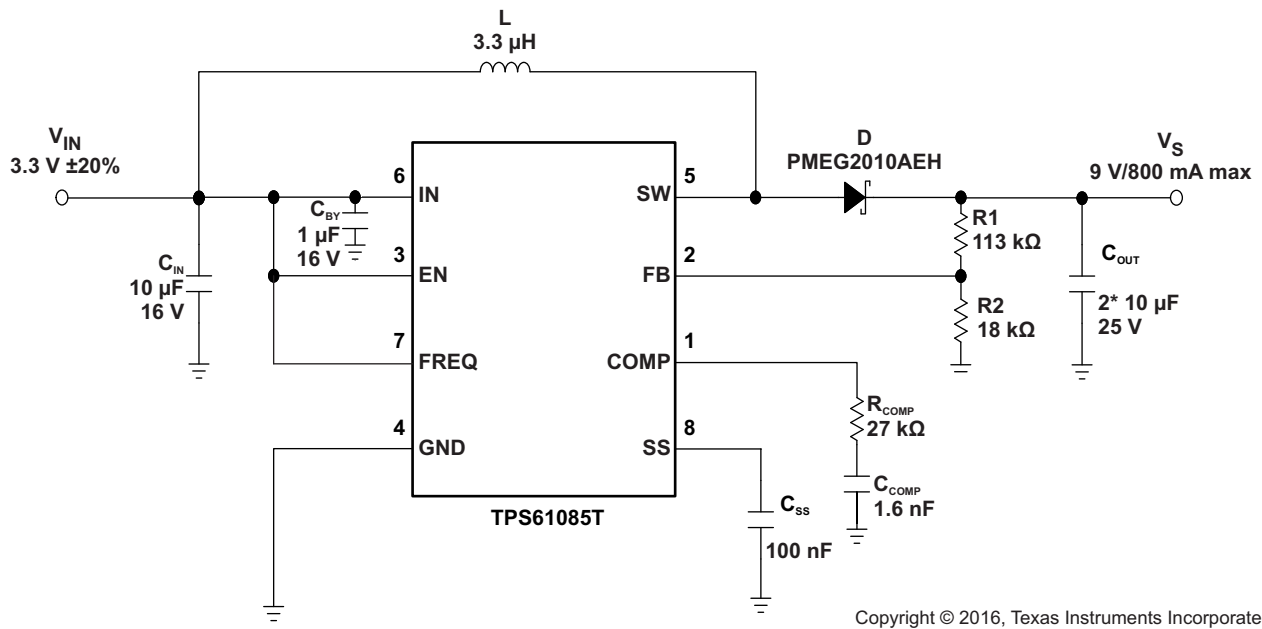 L
3.3 µH
V_IN
3.3 V ±20%
D
PMEG2010AEH
V_S
9 V/800 mA max
6
IN
SW
5
C_BY
1 µF
16 V
R1
113 kΩ
C_IN
10 µF
16 V
3
EN
FB
2
C_OUT
2* 10 µF
25 V
R2
18 kΩ
7
FREQ
COMP
1
R_COMP
27 kΩ
4
GND
SS
8
C_COMP
1.6 nF
TPS61085T
C_SS
100 nF
Copyright © 2016, Texas Instruments Incorporate